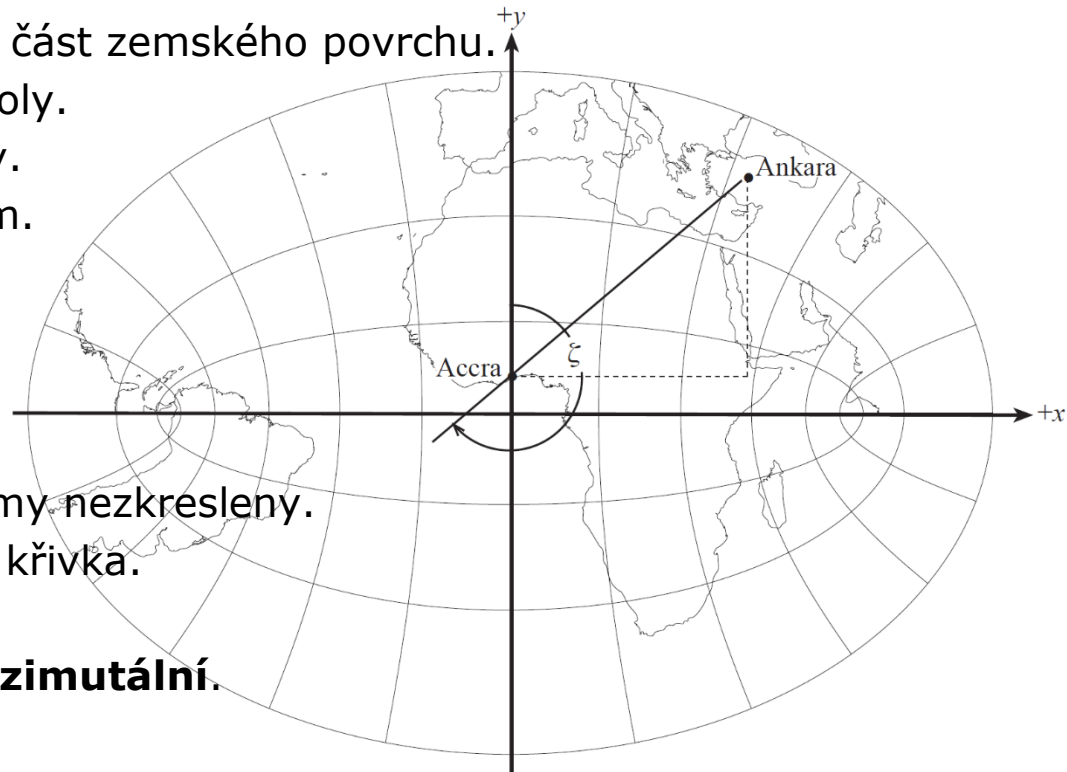 +y
část zemského povrchu.
oly.
Ankara
m.
ζ
Accra
+x
my nezkresleny.
křivka.
zimutální.